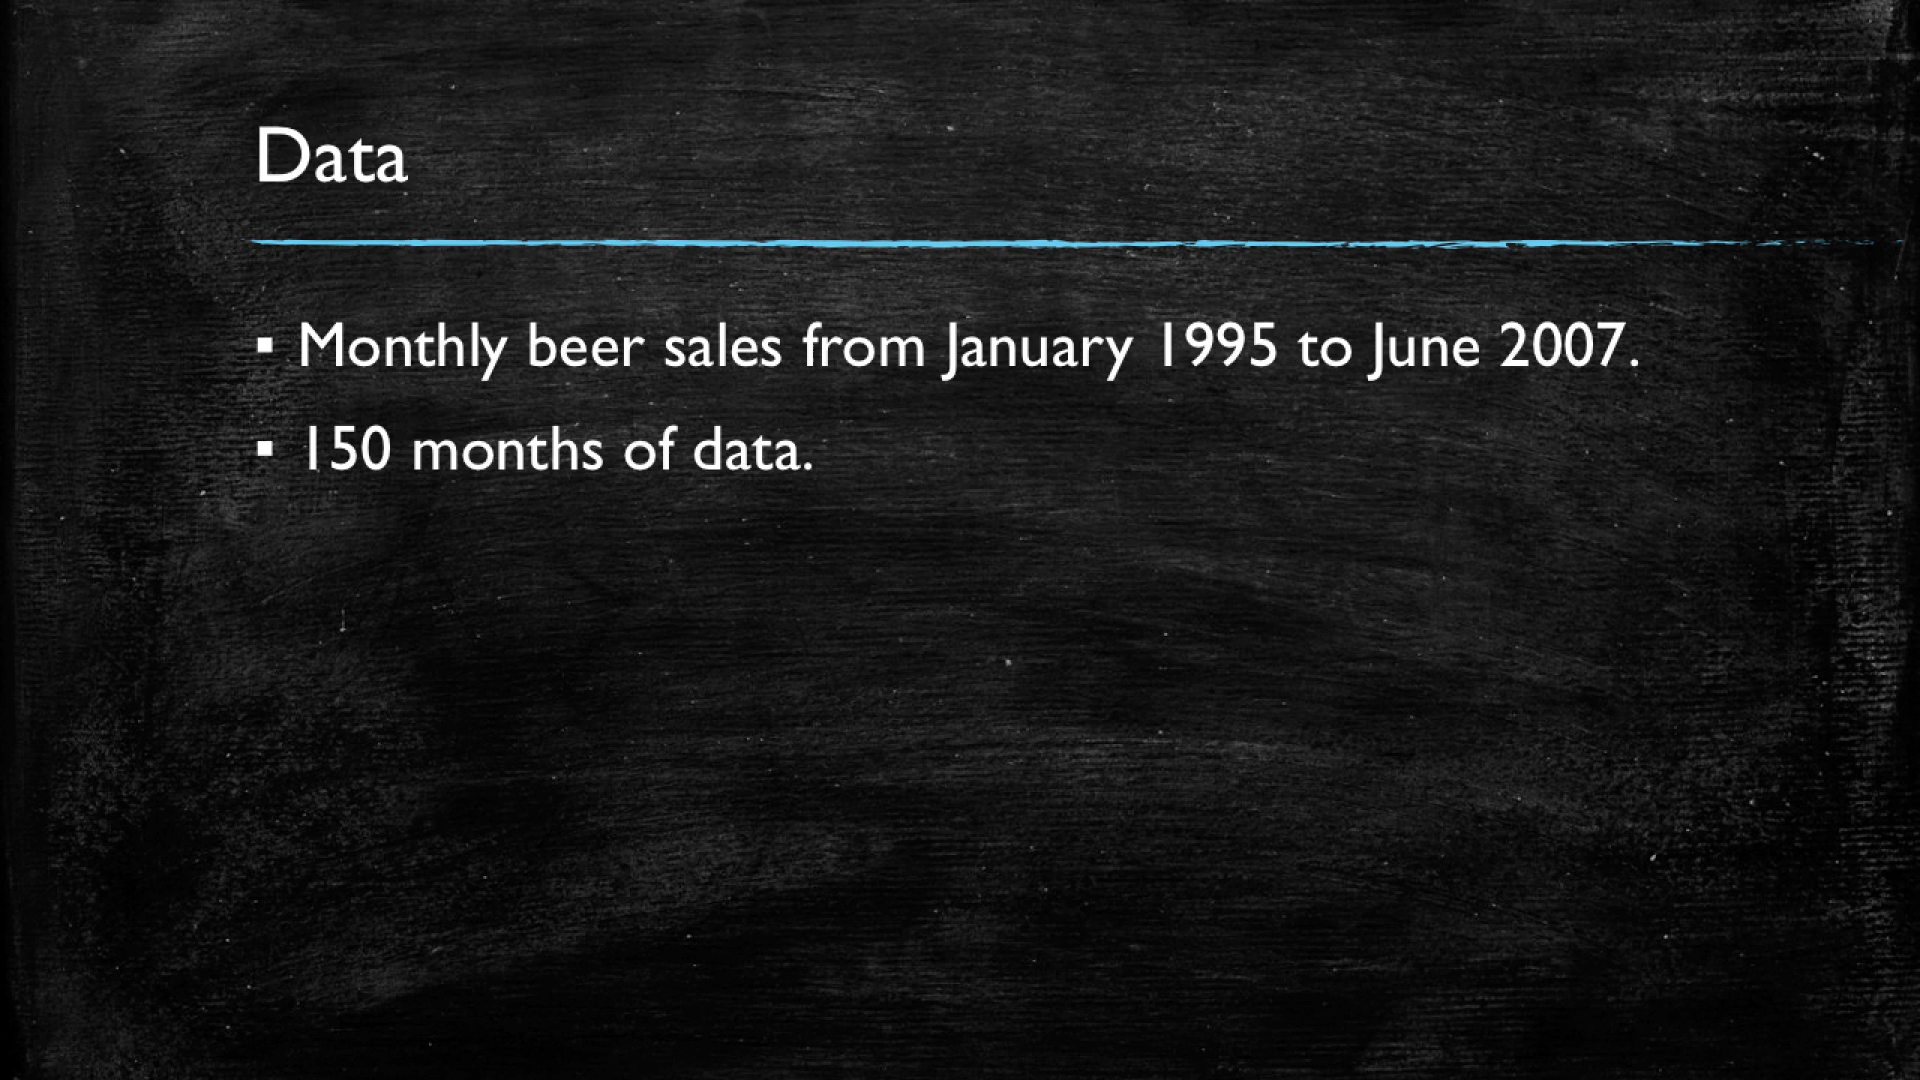 Data
▪ Monthly beer sales from January 1995 to June 2007.
▪ 150 months of data.